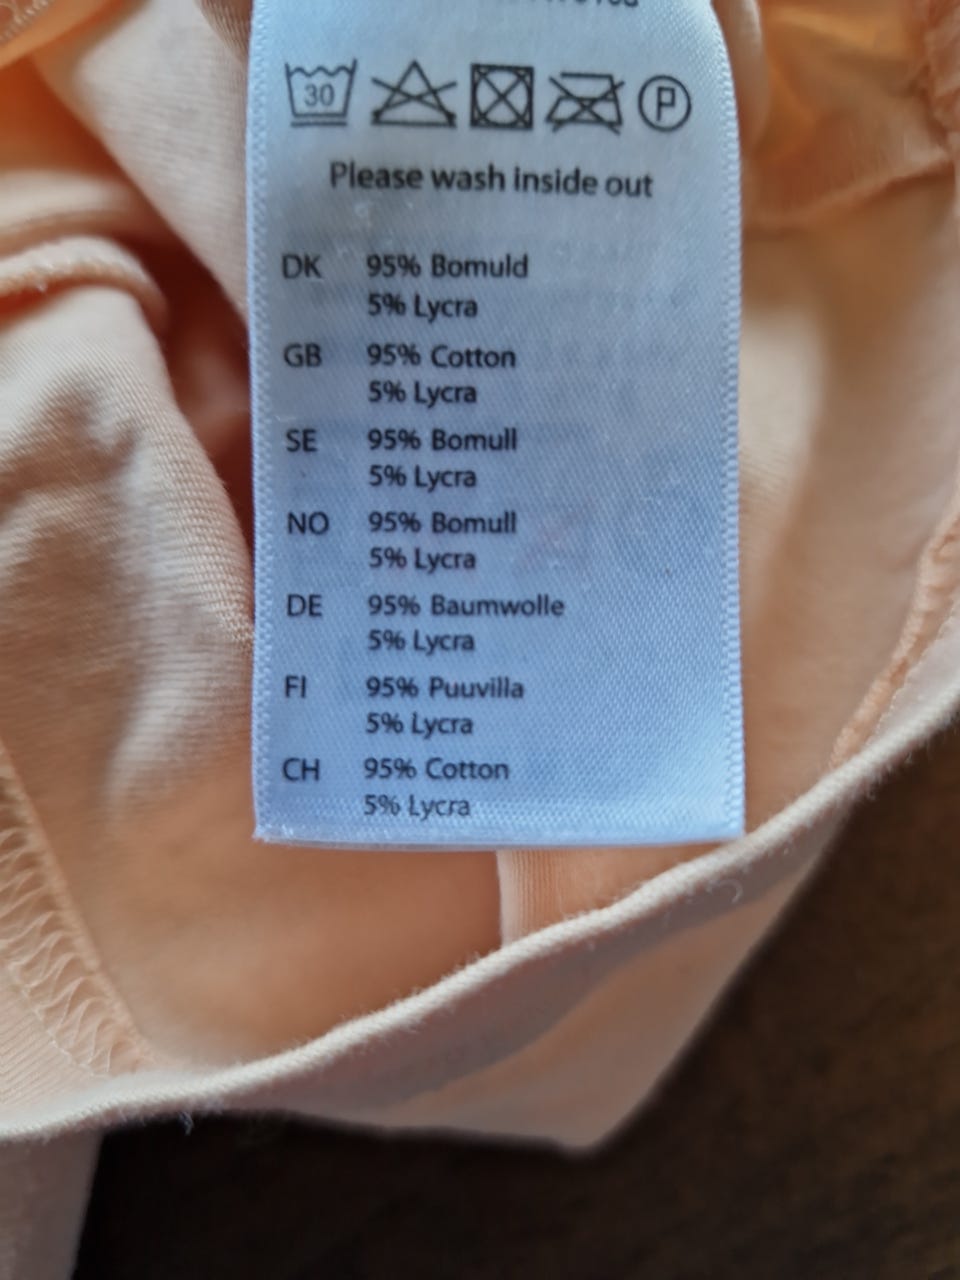 30
P
Please wash inside out
DK 95% Bomuld
5% Lycra
GB 95% Cotton
5% Lycra
SE 95% Bomull
5% Lycra
NO 95% Bomull
5% Lycra
DE 95% Baumwolle
5% Lycra
FI 95% Puuvilla
5% Lycra
CH 95% Cotton
5% Lycra